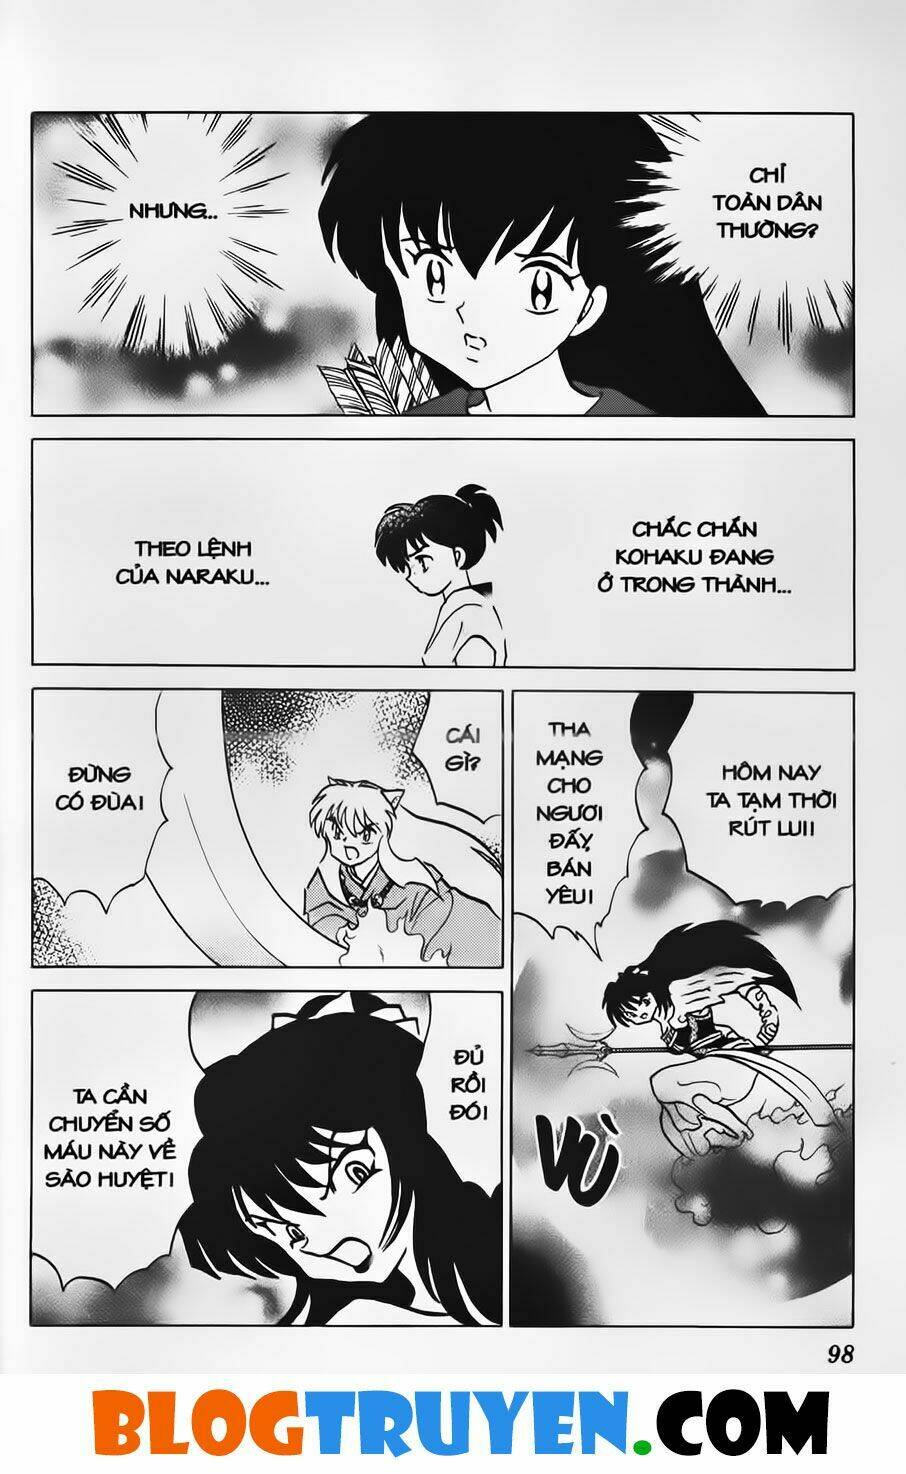 CHỈ
TOÀN DÂN
THƯỜNG?
NHƯNG...
CHẮC CHẮN
KOHAKU ĐANG
Ở TRONG THÀNH...
THEO LỆNH
CỦA NARAKU...
HÔM NAY
TA TẠM THỜI
RÚT LUI!
THA
MẠNG
CHO
NGƯƠI
ĐẤY,
BÁN
YÊU!
VÙ
CÁI
GÌ?
ĐỪNG
CÓ ĐÙA!
ĐỦ
RỒI
ĐÓ!
TA CẦN
CHUYỂN SỐ
MÁU NÀY VỀ
SÀO HUYỆT!
98
BLOGTRUYEN.COM